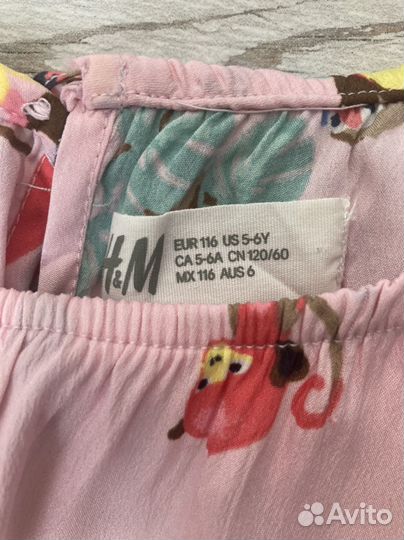 H&M
EUR 116 US 5-6Y
CA 5-6A CN 120/60
MX 116 AUS 6
Avito